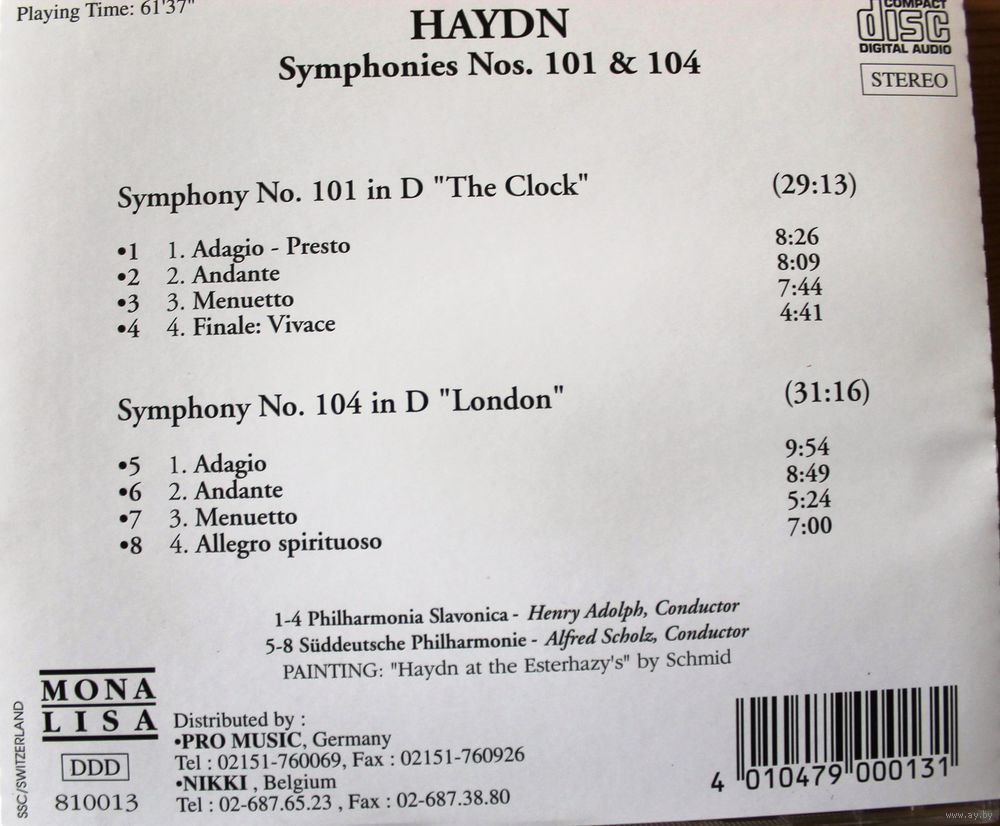 Playing Time: 61'37"
HAYDN
Symphonies Nos. 101 & 104
COMPACT
disc
DIGITAL AUDIO
STEREO
Symphony No. 101 in D "The Clock" (29:13)
•1 1. Adagio - Presto 8:26
•2 2. Andante 8:09
•3 3. Menuetto 7:44
•4 4. Finale: Vivace 4:41
Symphony No. 104 in D "London" (31:16)
•5 1. Adagio 9:54
•6 2. Andante 8:49
•7 3. Menuetto 5:24
•8 4. Allegro spirituoso 7:00
1-4 Philharmonia Slavonica - Henry Adolph, Conductor
5-8 Süddeutsche Philharmonie - Alfred Scholz, Conductor
PAINTING: "Haydn at the Esterhazy's" by Schmid
MONA
LISA
DDD
810013
SSC/SWITZERLAND
Distributed by :
•PRO MUSIC, Germany
Tel : 02151-760069, Fax : 02151-760926
•NIKKI , Belgium
Tel : 02-687.65.23 , Fax : 02-687.38.80
4 010479 000131
www.ay.by